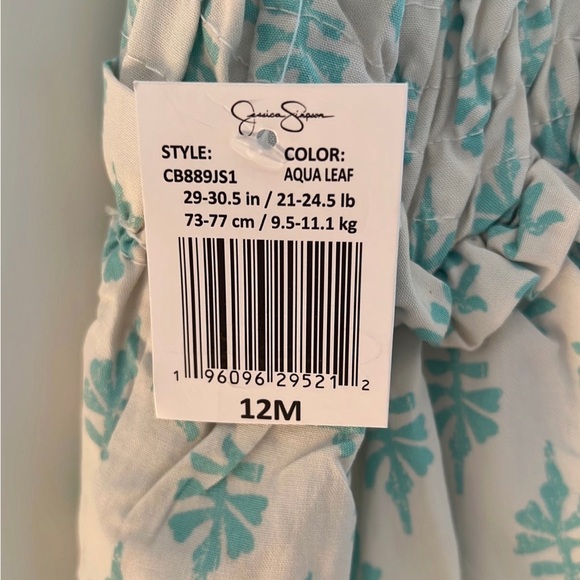 Jessica Simpson
STYLE: COLOR:
CB889JS1 AQUA LEAF
29-30.5 in / 21-24.5 lb
73-77 cm / 9.5-11.1 kg
1 96096 29521 2
12M